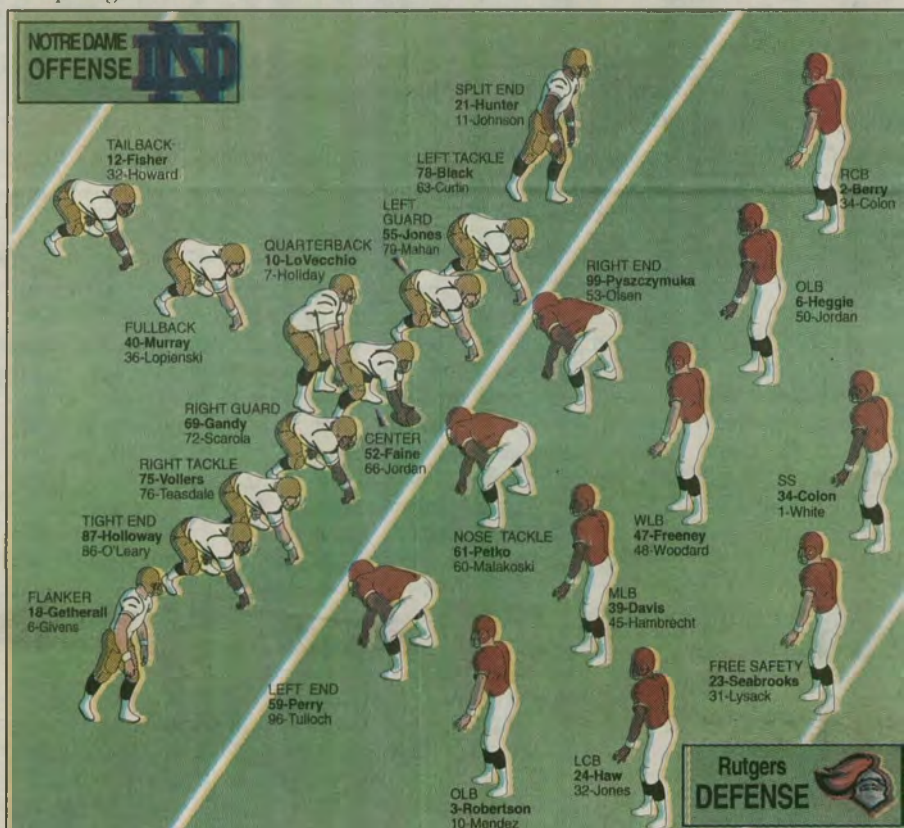 NOTRE DAME
OFFENSE
ND
SPLIT END
21-Hunter
11-Johnson
TAILBACK
12-Fisher
32-Howard
LEFT TACKLE
78-Black
63-Curtin
RCB
2-Berry
34-Colon
LEFT
GUARD
55-Jones
79-Mahan
QUARTERBACK
10-LoVecchio
7-Holiday
RIGHT END
99-Pyszczymuka
53-Olsen
OLB
6-Heggie
50-Jordan
FULLBACK
40-Murray
36-Lopienski
RIGHT GUARD
69-Gandy
72-Scarola
CENTER
52-Faine
66-Jordan
RIGHT TACKLE
75-Vollers
76-Teasdale
SS
34-Colon
1-White
TIGHT END
87-Holloway
86-O'Leary
NOSE TACKLE
61-Petko
60-Malakoski
WLB
47-Freeney
48-Woodard
FLANKER
18-Getherall
6-Givens
MLB
39-Davis
45-Hambrecht
FREE SAFETY
23-Seabrooks
31-Lysack
LEFT END
59-Perry
96-Tulloch
LCB
24-Haw
32-Jones
OLB
3-Robertson
10-Mendez
Rutgers
DEFENSE